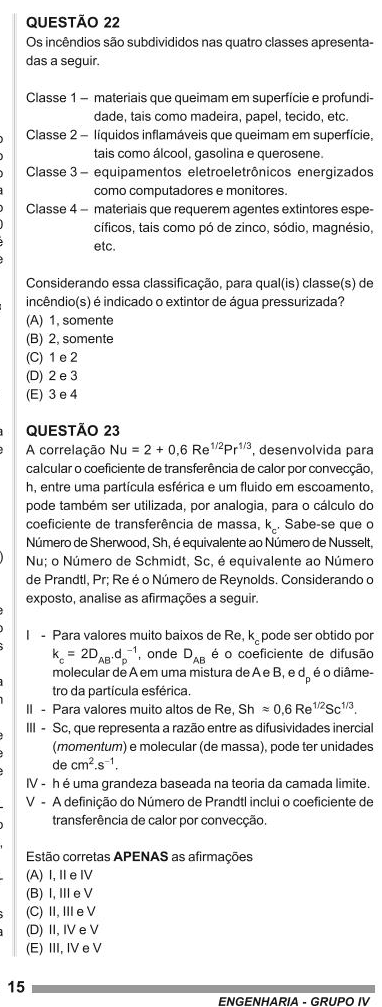 QUESTÃO 22
Os incêndios são subdivididos nas quatro classes apresenta-
das a seguir.
Classe 1 – materiais que queimam em superfície e profundi-
dade, tais como madeira, papel, tecido, etc.
Classe 2 – líquidos inflamáveis que queimam em superfície,
tais como álcool, gasolina e querosene.
Classe 3 – equipamentos eletroeletrônicos energizados
como computadores e monitores.
Classe 4 – materiais que requerem agentes extintores espe-
cíficos, tais como pó de zinco, sódio, magnésio,
etc.
Considerando essa classificação, para qual(is) classe(s) de
incêndio(s) é indicado o extintor de água pressurizada?
(A) 1, somente
(B) 2, somente
(C) 1 e 2
(D) 2 e 3
(E) 3 e 4
QUESTÃO 23
A correlação Nu = 2 + 0,6 Re^1/2 Pr^1/3, desenvolvida para
calcular o coeficiente de transferência de calor por convecção,
h, entre uma partícula esférica e um fluido em escoamento,
pode também ser utilizada, por analogia, para o cálculo do
coeficiente de transferência de massa, k_c. Sabe-se que o
Número de Sherwood, Sh, é equivalente ao Número de Nusselt,
Nu; o Número de Schmidt, Sc, é equivalente ao Número
de Prandtl, Pr; Re é o Número de Reynolds. Considerando o
exposto, analise as afirmações a seguir.
I - Para valores muito baixos de Re, k_c pode ser obtido por
k_c = 2D_AB.d_p^–1, onde D_AB é o coeficiente de difusão
molecular de A em uma mistura de A e B, e d_p é o diâme-
tro da partícula esférica.
II - Para valores muito altos de Re, Sh ≈ 0,6 Re^1/2 Sc^1/3.
III - Sc, que representa a razão entre as difusividades inercial
(momentum) e molecular (de massa), pode ter unidades
de cm².s⁻¹.
IV - h é uma grandeza baseada na teoria da camada limite.
V - A definição do Número de Prandtl inclui o coeficiente de
transferência de calor por convecção.
Estão corretas APENAS as afirmações
(A) I, II e IV
(B) I, III e V
(C) II, III e V
(D) II, IV e V
(E) III, IV e V
15
ENGENHARIA - GRUPO IV